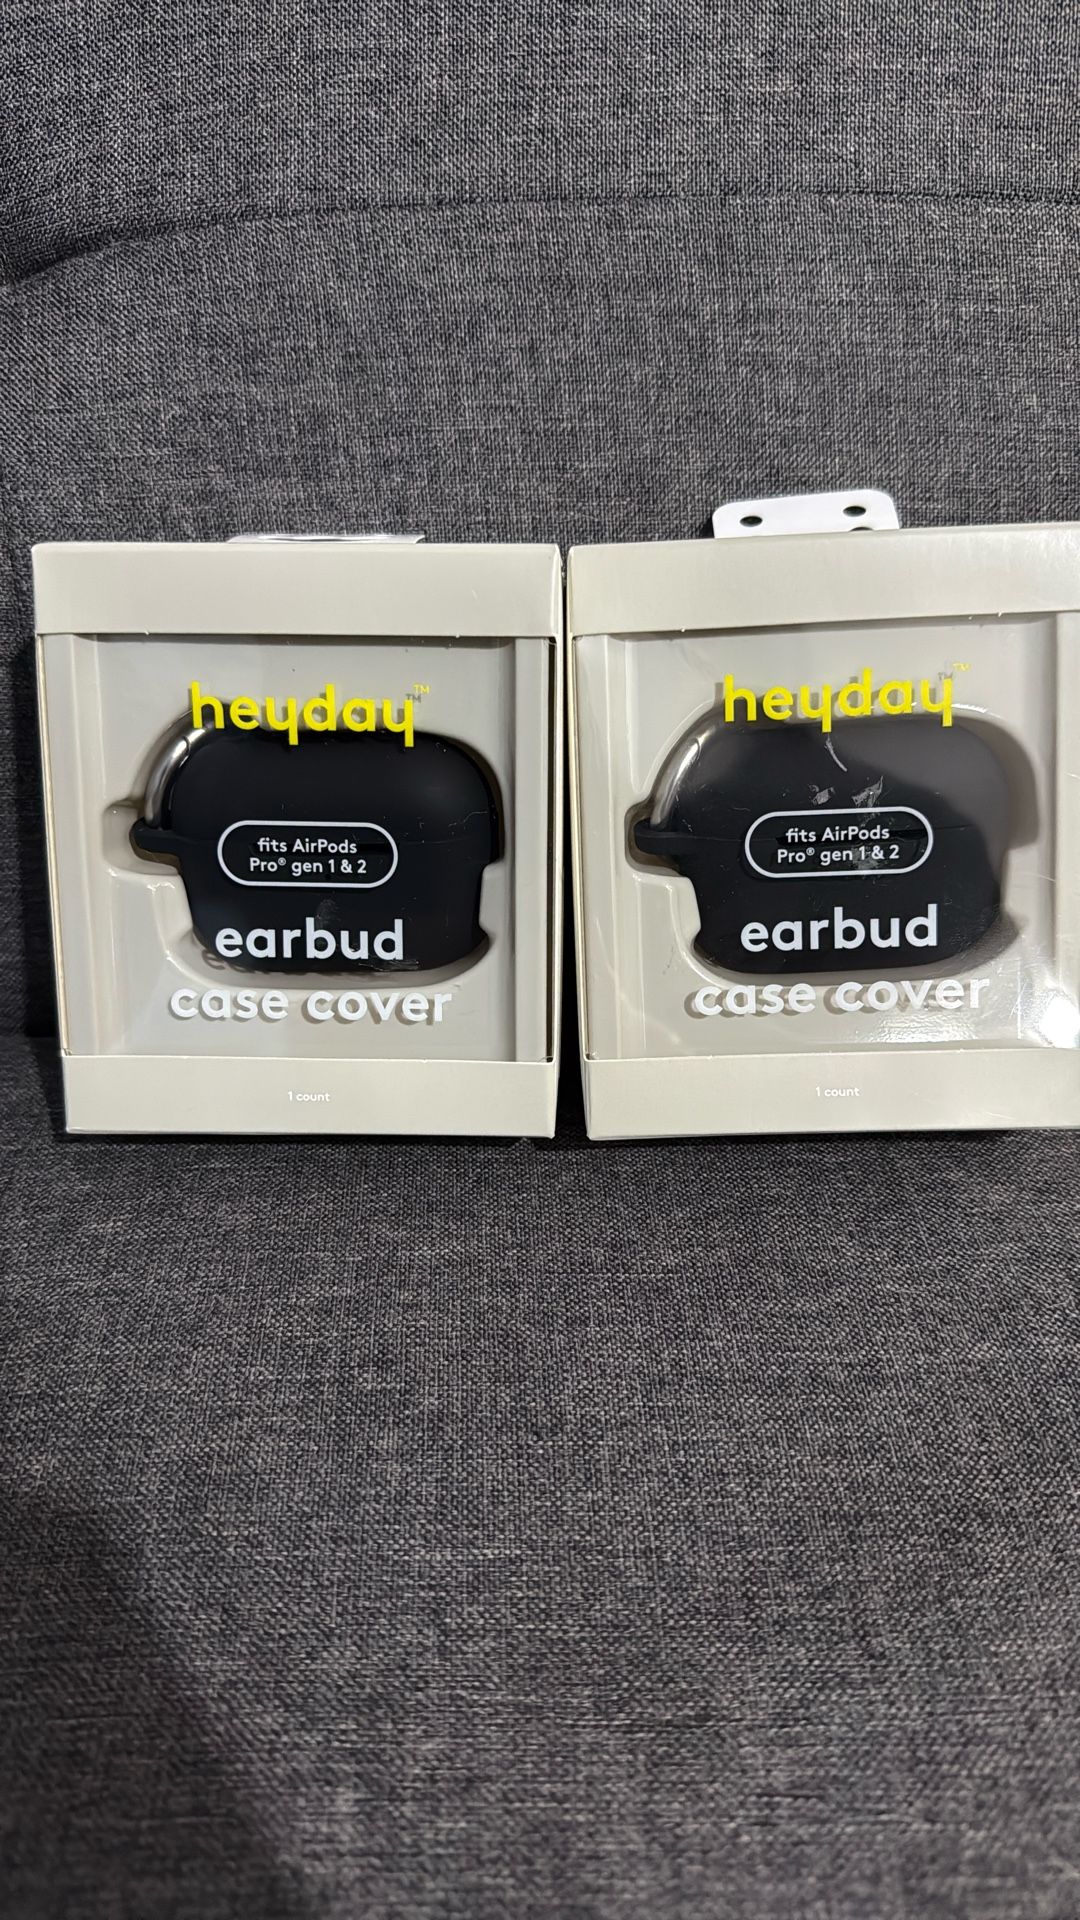 heyday™
fits AirPods
Pro® gen 1 & 2
earbud
case cover
1 count
heyday™
fits AirPods
Pro® gen 1 & 2
earbud
case cover
1 count